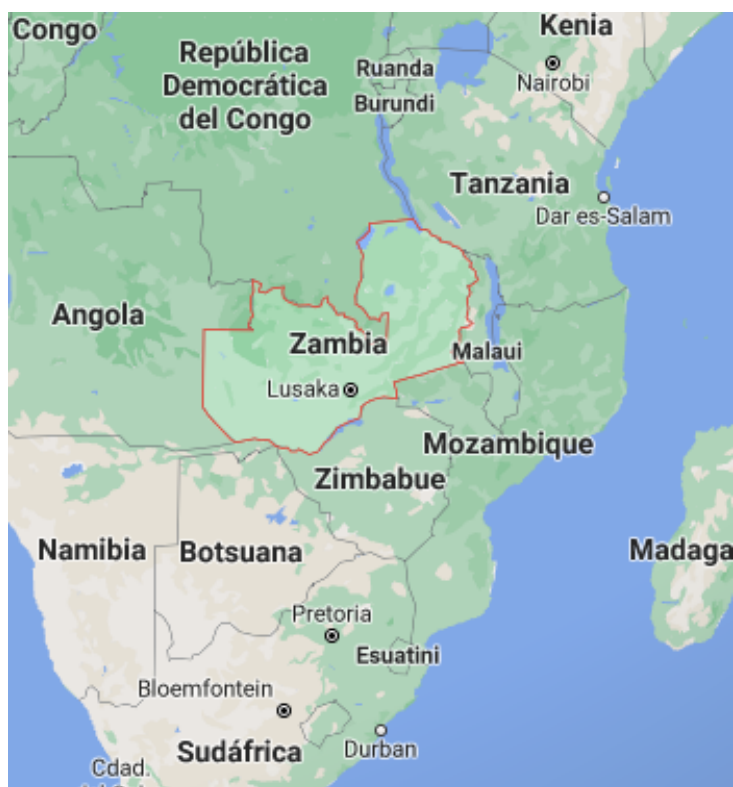 Congo
Kenia
República
Democrática
del Congo
Ruanda
Burundi
Nairobi
Tanzania
Dar es-Salam
Angola
Zambia
Malaui
Lusaka
Mozambique
Zimbabue
Namibia
Botsuana
Madaga
Pretoria
Esuatini
Bloemfontein
Sudáfrica
Durban
Cdad.